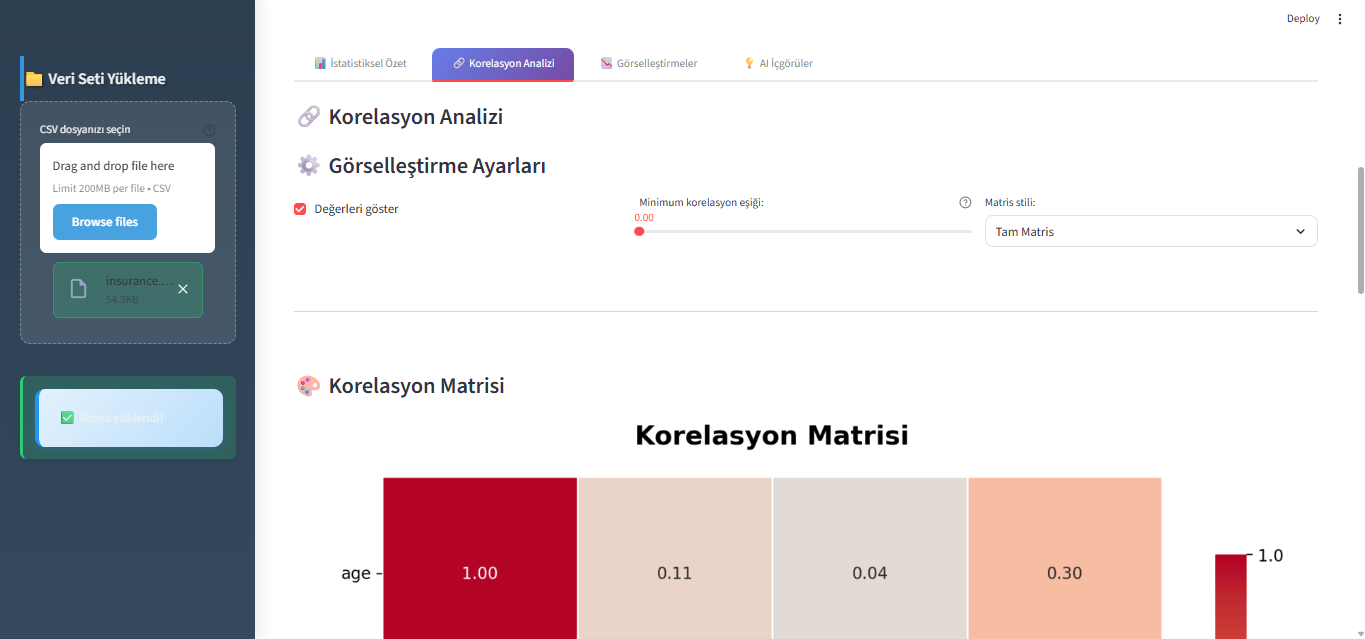 Deploy
Veri Seti Yükleme
CSV dosyanızı seçin
Drag and drop file here
Limit 200MB per file • CSV
Browse files
insurance....
54.3KB
Dosya yüklendi!
İstatistiksel Özet
Korelasyon Analizi
Görselleştirmeler
AI İçgörüler
Korelasyon Analizi
Görselleştirme Ayarları
Değerleri göster
Minimum korelasyon eşiği:
0.00
Matris stili:
Tam Matris
Korelasyon Matrisi
Korelasyon Matrisi
age
1.00
0.11
0.04
0.30
1.0